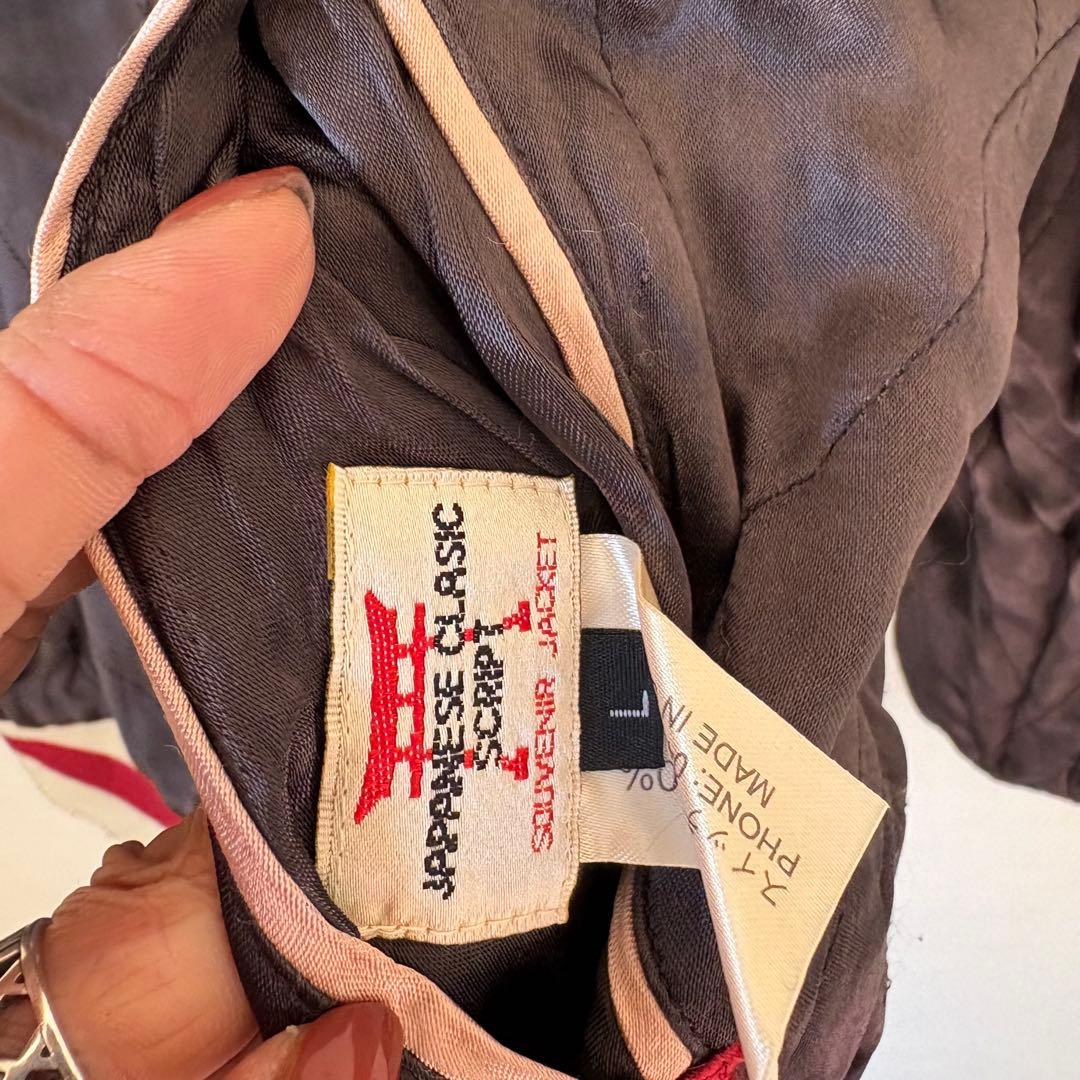 JAPANESE CLASIC
SCRIPT
SOUVENIR JACKET
L
PHONE:
MADE IN